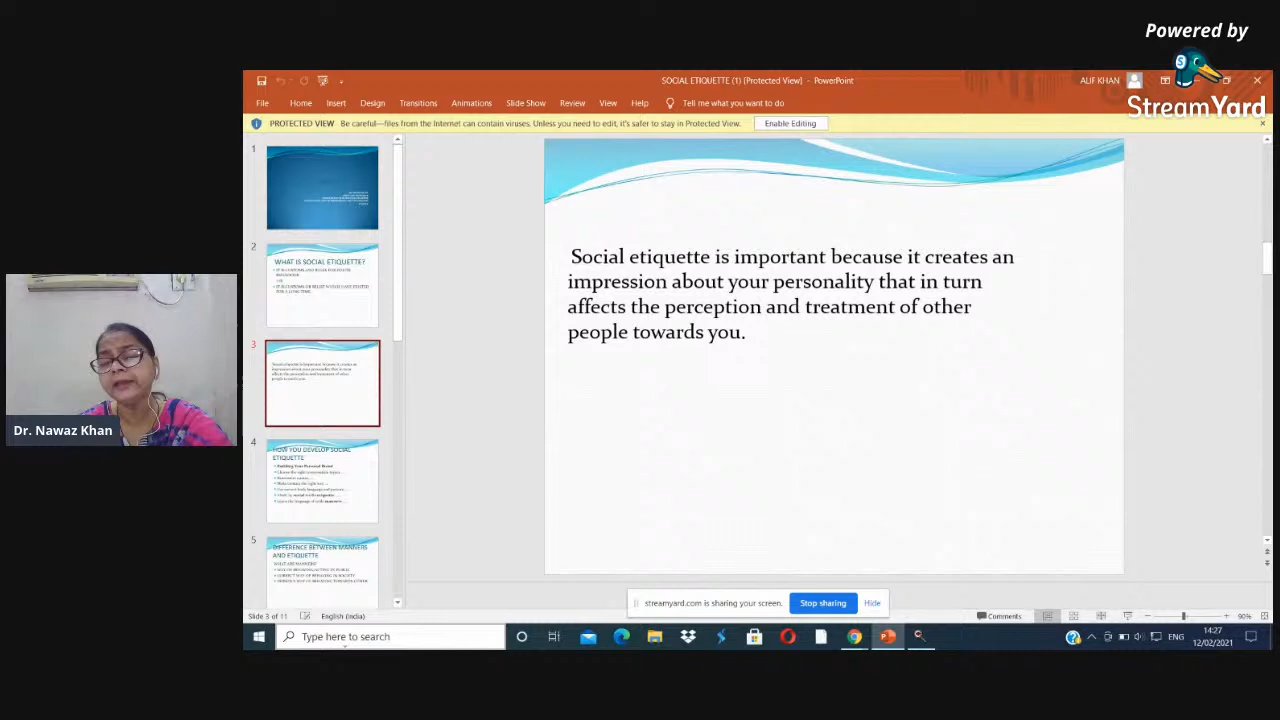 Powered by
StreamYard
SOCIAL ETIQUETTE (1) [Protected View] - PowerPoint
ALIF KHAN
File Home Insert Design Transitions Animations Slide Show Review View Help Tell me what you want to do
PROTECTED VIEW Be careful—files from the Internet can contain viruses. Unless you need to edit, it's safer to stay in Protected View. Enable Editing
1
2
WHAT IS SOCIAL ETIQUETTE?
3
4
HOW YOU DEVELOP SOCIAL
ETIQUETTE
Building Your Personal Brand
5
DIFFERENCE BETWEEN MANNERS
AND ETIQUETTE
Social etiquette is important because it creates an
impression about your personality that in turn
affects the perception and treatment of other
people towards you.
Dr. Nawaz Khan
streamyard.com is sharing your screen. Stop sharing Hide
Slide 3 of 11 English (India) Comments 90%
Type here to search
ENG
14:27
12/02/2021